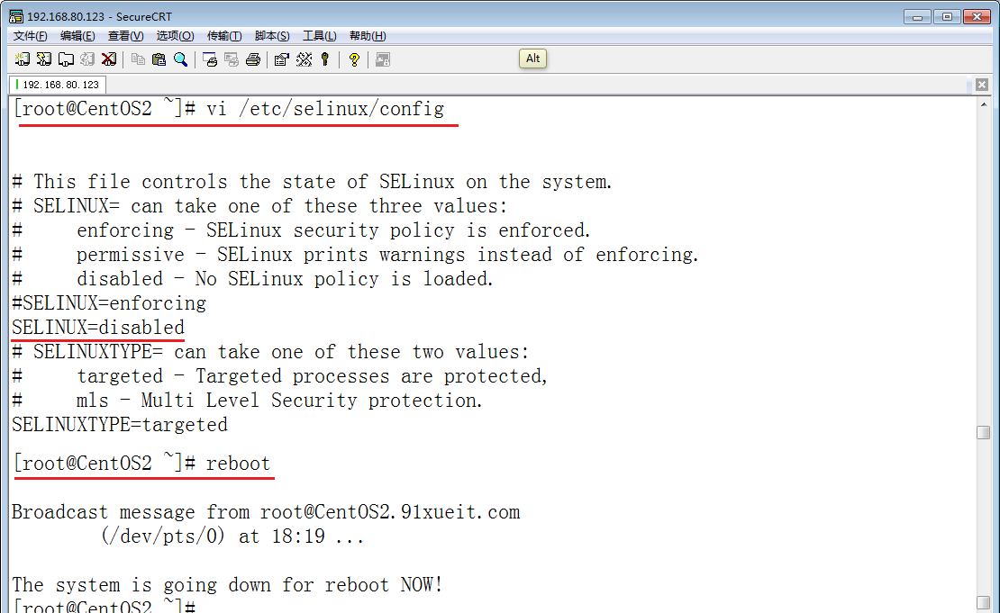 192.168.80.123 - SecureCRT
文件(F) 编辑(E) 查看(V) 选项(O) 传输(T) 脚本(S) 工具(L) 帮助(H)
Alt
192.168.80.123
[root@CentOS2 ~]# vi /etc/selinux/config
# This file controls the state of SELinux on the system.
# SELINUX= can take one of these three values:
#     enforcing - SELinux security policy is enforced.
#     permissive - SELinux prints warnings instead of enforcing.
#     disabled - No SELinux policy is loaded.
#SELINUX=enforcing
SELINUX=disabled
# SELINUXTYPE= can take one of these two values:
#     targeted - Targeted processes are protected,
#     mls - Multi Level Security protection.
SELINUXTYPE=targeted
[root@CentOS2 ~]# reboot
Broadcast message from root@CentOS2.91xueit.com
        (/dev/pts/0) at 18:19 ...
The system is going down for reboot NOW!
[root@CentOS2 ~]#